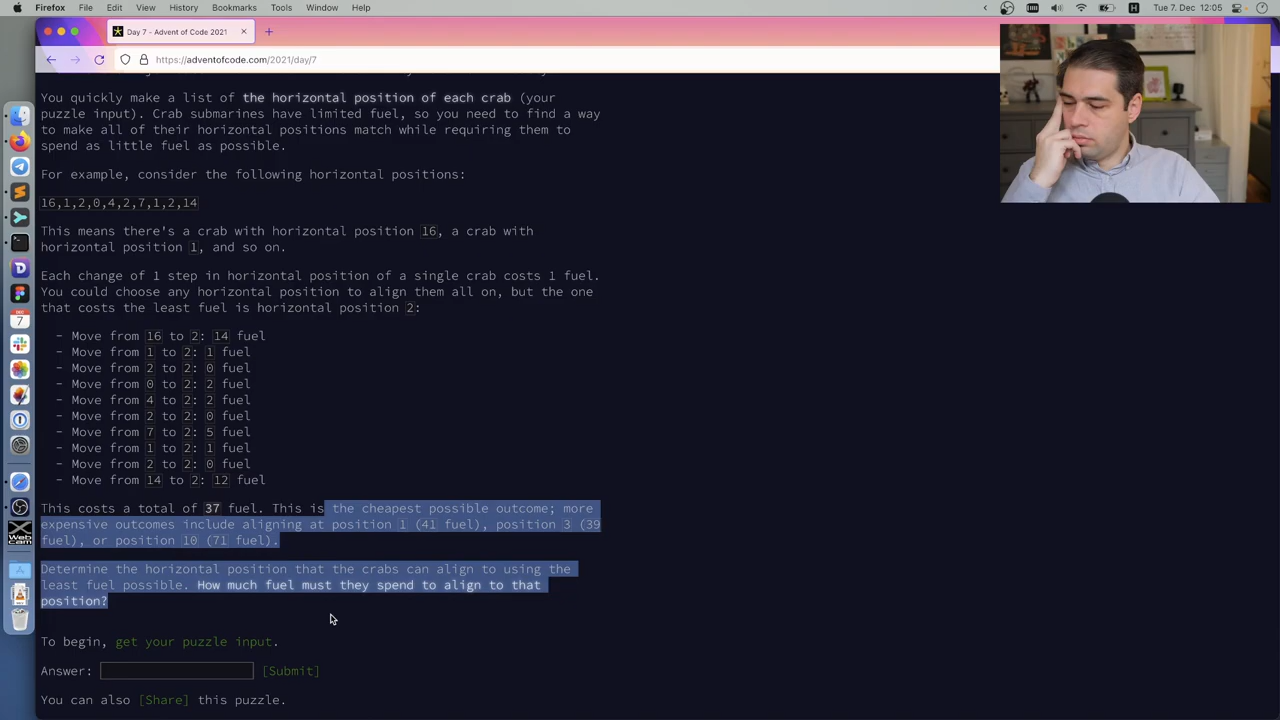 Firefox File Edit View History Bookmarks Tools Window Help Tue 7. Dec 12:05
Day 7 - Advent of Code 2021
https://adventofcode.com/2021/day/7
You quickly make a list of the horizontal position of each crab (your
puzzle input). Crab submarines have limited fuel, so you need to find a way
to make all of their horizontal positions match while requiring them to
spend as little fuel as possible.
For example, consider the following horizontal positions:
16,1,2,0,4,2,7,1,2,14
This means there's a crab with horizontal position 16, a crab with
horizontal position 1, and so on.
Each change of 1 step in horizontal position of a single crab costs 1 fuel.
You could choose any horizontal position to align them all on, but the one
that costs the least fuel is horizontal position 2:
- Move from 16 to 2: 14 fuel
- Move from 1 to 2: 1 fuel
- Move from 2 to 2: 0 fuel
- Move from 0 to 2: 2 fuel
- Move from 4 to 2: 2 fuel
- Move from 2 to 2: 0 fuel
- Move from 7 to 2: 5 fuel
- Move from 1 to 2: 1 fuel
- Move from 2 to 2: 0 fuel
- Move from 14 to 2: 12 fuel
This costs a total of 37 fuel. This is the cheapest possible outcome; more
expensive outcomes include aligning at position 1 (41 fuel), position 3 (39
fuel), or position 10 (71 fuel).
Determine the horizontal position that the crabs can align to using the
least fuel possible. How much fuel must they spend to align to that
position?
To begin, get your puzzle input.
Answer: [Submit]
You can also [Share] this puzzle.